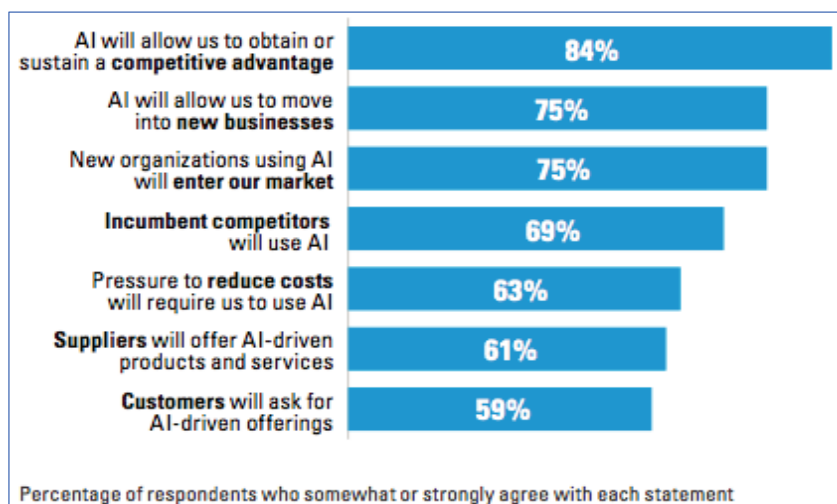 AI will allow us to obtain or
sustain a competitive advantage
84%
AI will allow us to move
into new businesses
75%
New organizations using AI
will enter our market
75%
Incumbent competitors
will use AI
69%
Pressure to reduce costs
will require us to use AI
63%
Suppliers will offer AI-driven
products and services
61%
Customers will ask for
AI-driven offerings
59%
Percentage of respondents who somewhat or strongly agree with each statement